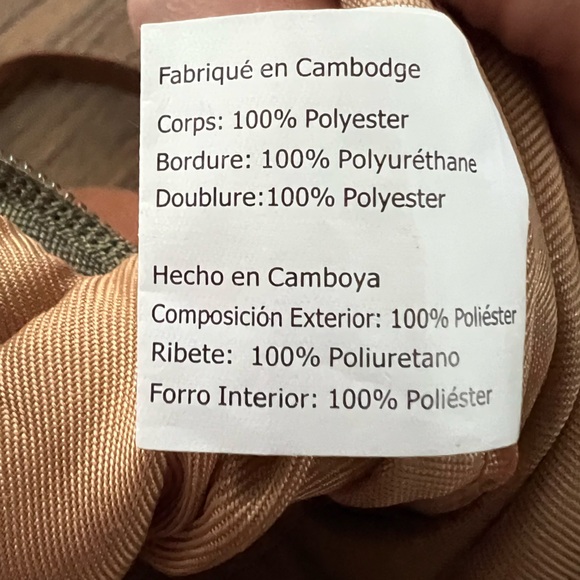 Fabriqué en Cambodge
Corps: 100% Polyester
Bordure: 100% Polyuréthane
Doublure:100% Polyester
Hecho en Camboya
Composición Exterior: 100% Poliéster
Ribete: 100% Poliuretano
Forro Interior: 100% Poliéster